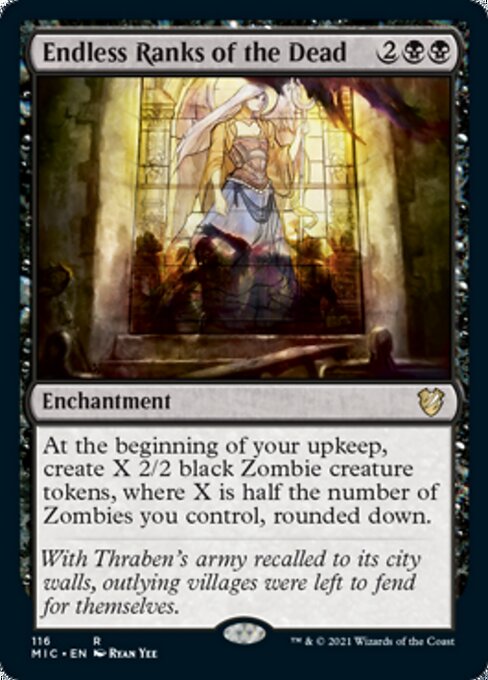 Endless Ranks of the Dead 2
Enchantment
At the beginning of your upkeep,
create X 2/2 black Zombie creature
tokens, where X is half the number of
Zombies you control, rounded down.
With Thraben's army recalled to its city
walls, outlying villages were left to fend
for themselves.
116 R
MIC • EN Ryan Yee
™ & © 2021 Wizards of the Coast